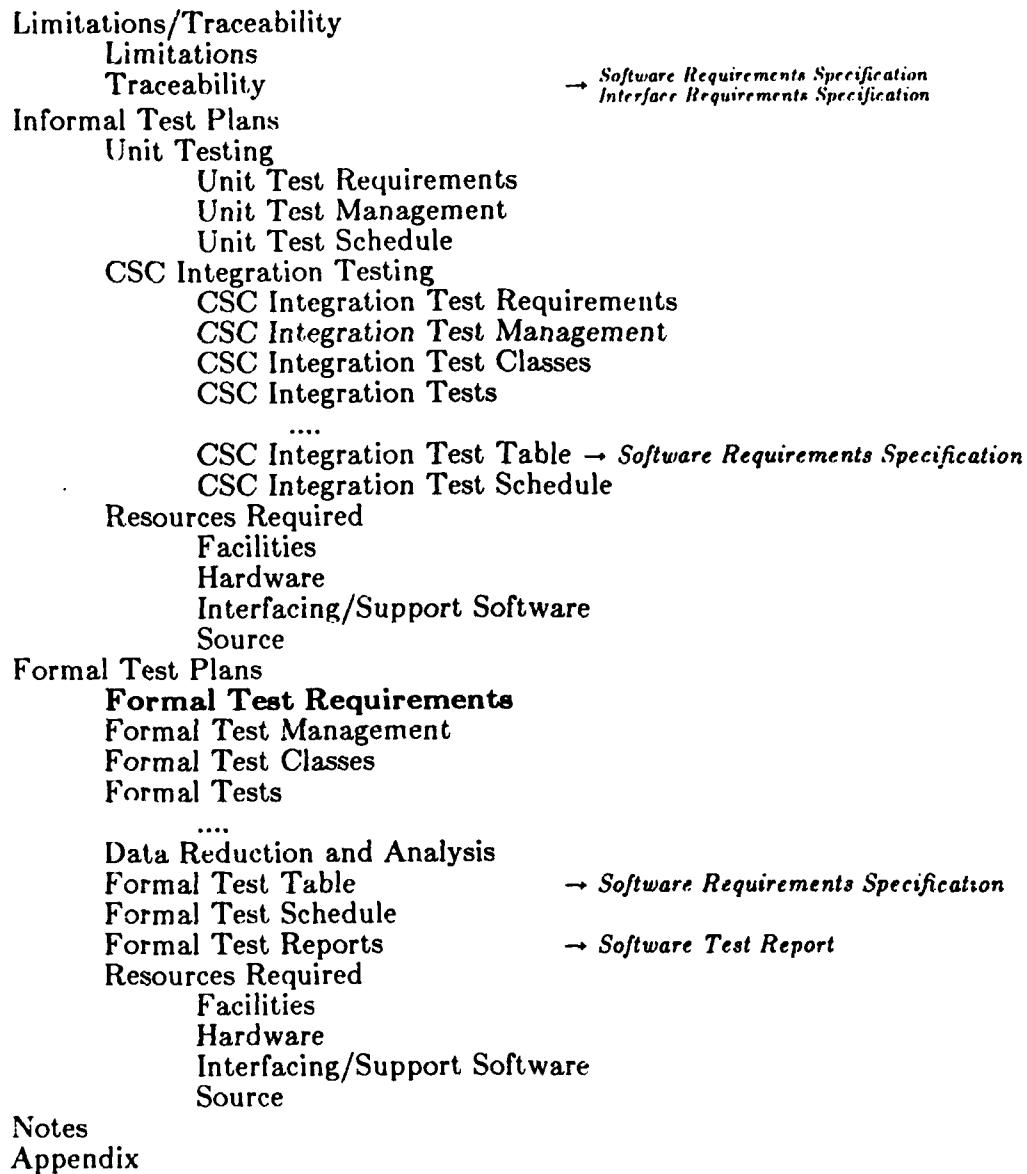 Limitations/Traceability
Limitations
Traceability → Software Requirements Specification
Interface Requirements Specification
Informal Test Plans
Unit Testing
Unit Test Requirements
Unit Test Management
Unit Test Schedule
CSC Integration Testing
CSC Integration Test Requirements
CSC Integration Test Management
CSC Integration Test Classes
CSC Integration Tests
....
CSC Integration Test Table → Software Requirements Specification
CSC Integration Test Schedule
Resources Required
Facilities
Hardware
Interfacing/Support Software
Source
Formal Test Plans
Formal Test Requirements
Formal Test Management
Formal Test Classes
Formal Tests
....
Data Reduction and Analysis
Formal Test Table → Software Requirements Specification
Formal Test Schedule
Formal Test Reports → Software Test Report
Resources Required
Facilities
Hardware
Interfacing/Support Software
Source
Notes
Appendix